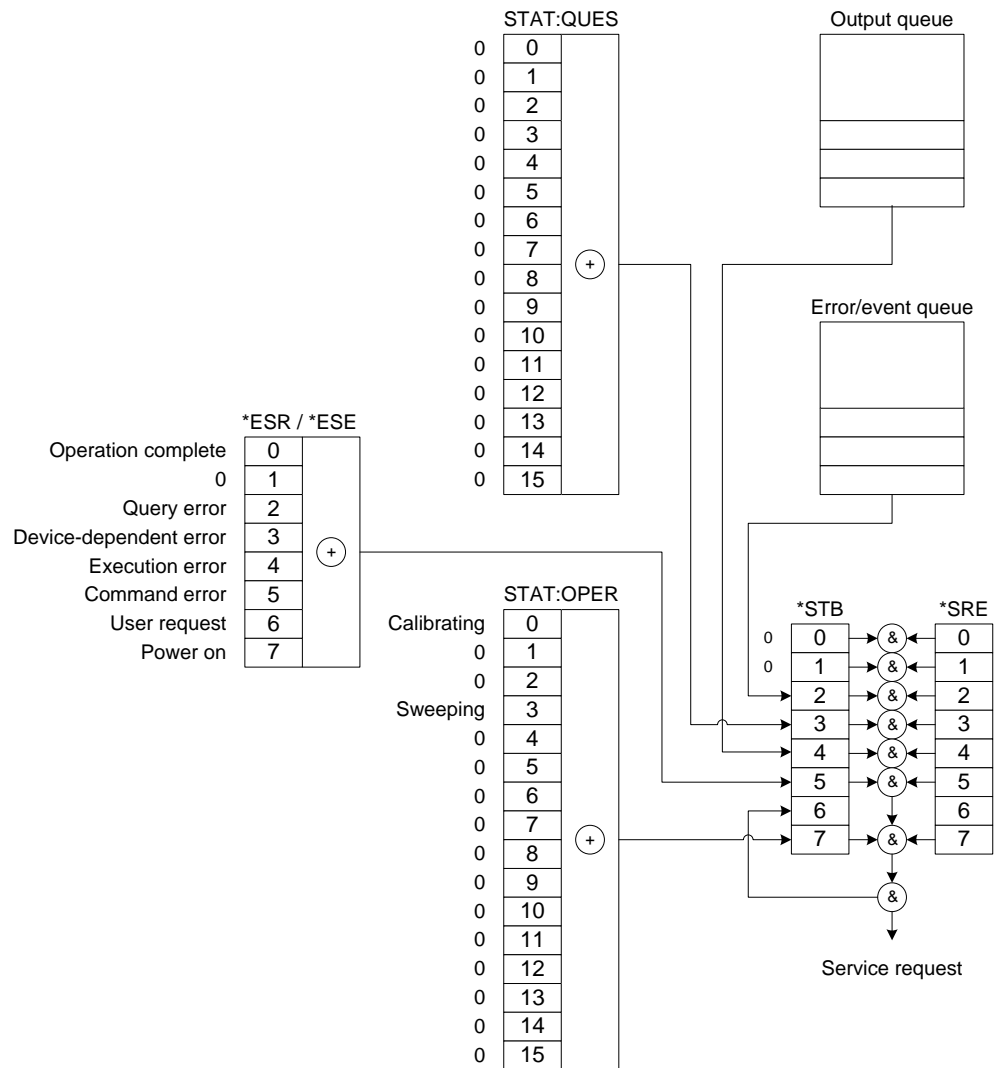 STAT:QUES
0 0
0 1
0 2
0 3
0 4
0 5
0 6
0 7
0 8
0 9
0 10
0 11
0 12
0 13
0 14
0 15
+
Output queue
Error/event queue
*ESR / *ESE
Operation complete 0
0 1
Query error 2
Device-dependent error 3
Execution error 4
Command error 5
User request 6
Power on 7
+
STAT:OPER
Calibrating 0
0 1
0 2
Sweeping 3
0 4
0 5
0 6
0 7
0 8
0 9
0 10
0 11
0 12
0 13
0 14
0 15
+
*STB *SRE
0 0 & 0
0 1 & 1
2 & 2
3 & 3
4 & 4
5 & 5
6 6
7 & 7
&
Service request